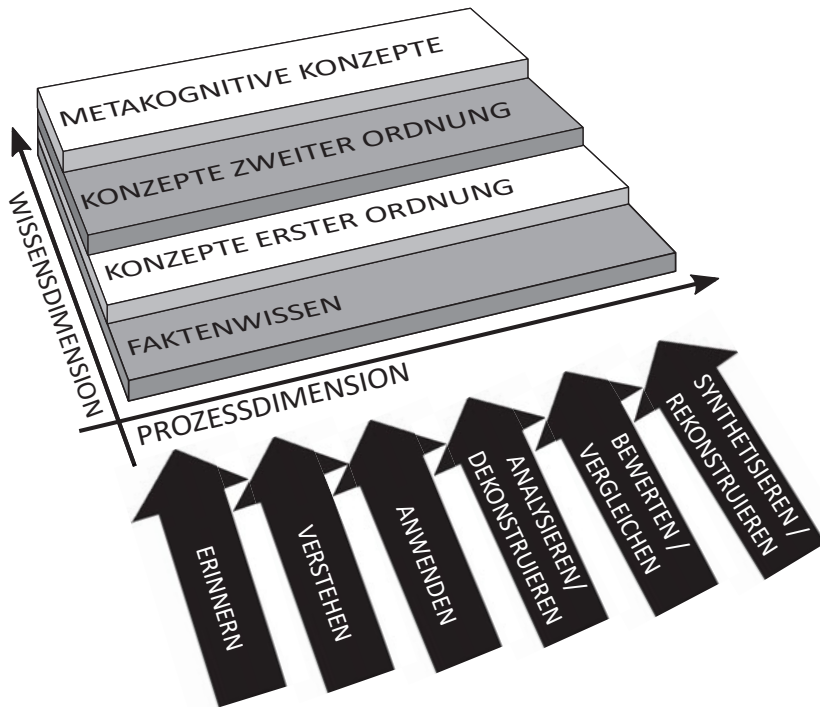 METAKOGNITIVE KONZEPTE
KONZEPTE ZWEITER ORDNUNG
KONZEPTE ERSTER ORDNUNG
FAKTENWISSEN
WISSENSDIMENSION
PROZESSDIMENSION
ERINNERN
VERSTEHEN
ANWENDEN
ANALYSIEREN/
DEKONSTRUIEREN
BEWERTEN/
VERGLEICHEN
SYNTHETISIEREN/
REKONSTRUIEREN